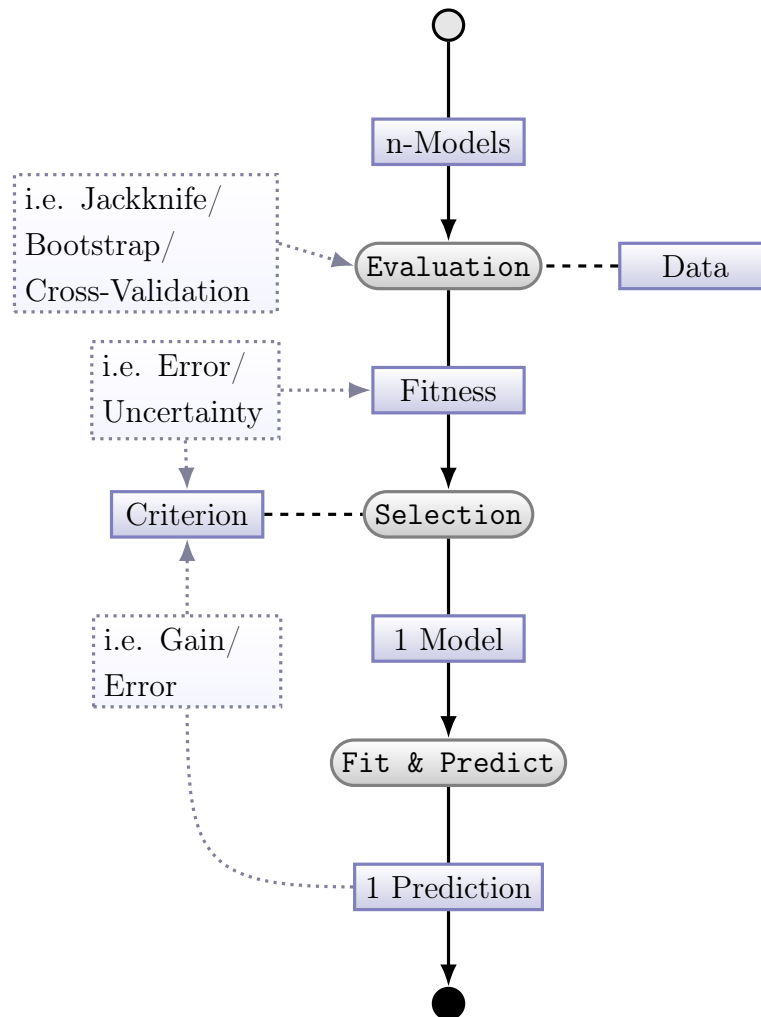 n-Models
i.e. Jackknife/
Bootstrap/
Cross-Validation
Evaluation
Data
i.e. Error/
Uncertainty
Fitness
Criterion
Selection
i.e. Gain/
Error
1 Model
Fit & Predict
1 Prediction